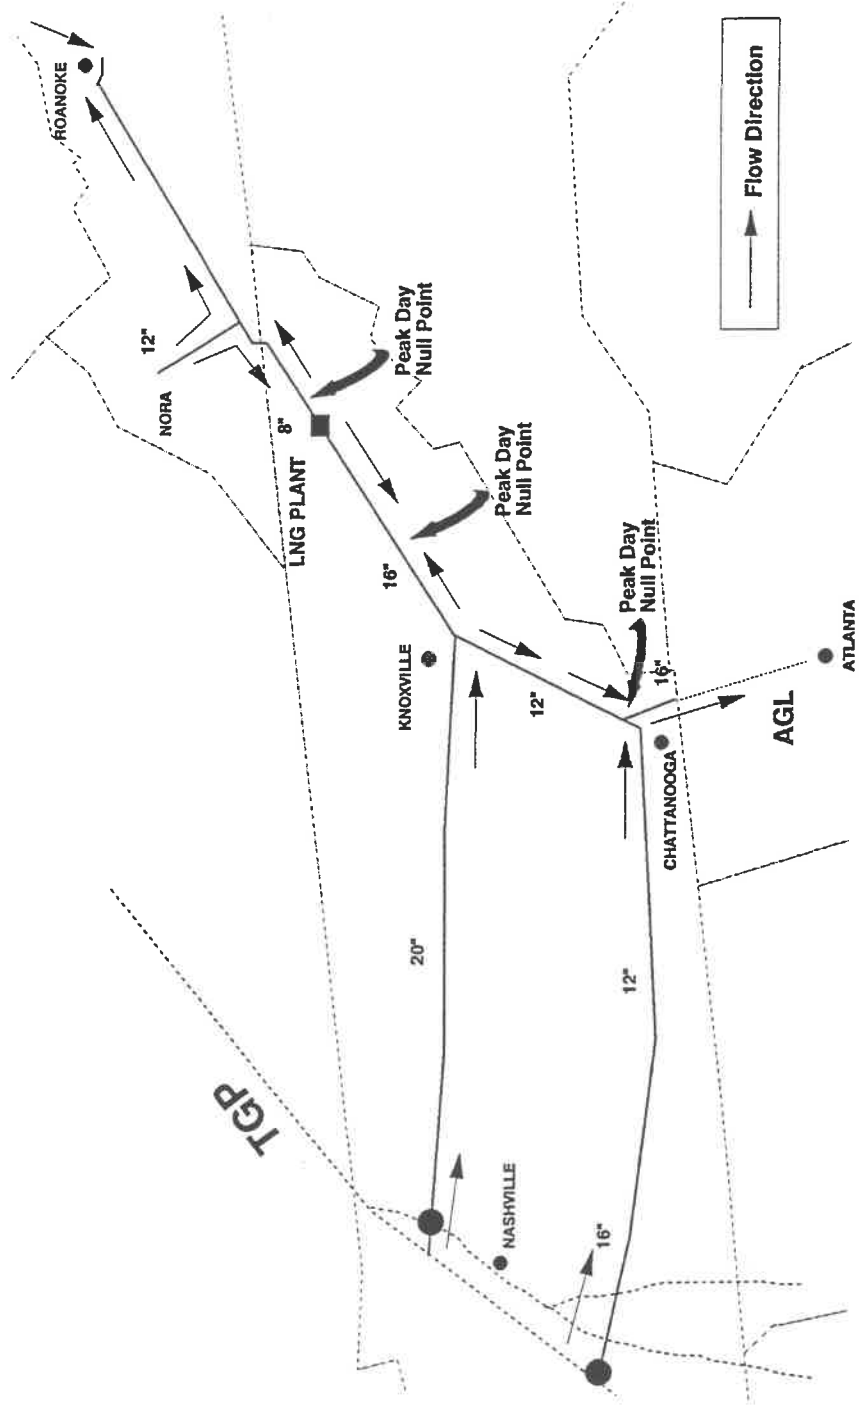 ROANOKE
12"
NORA
8"
LNG PLANT
Peak Day
Null Point
Peak Day
Null Point
16"
KNOXVILLE
Peak Day
Null Point
16"
12"
CHATTANOOGA
AGL
ATLANTA
20"
12"
TGP
NASHVILLE
16"
Flow Direction